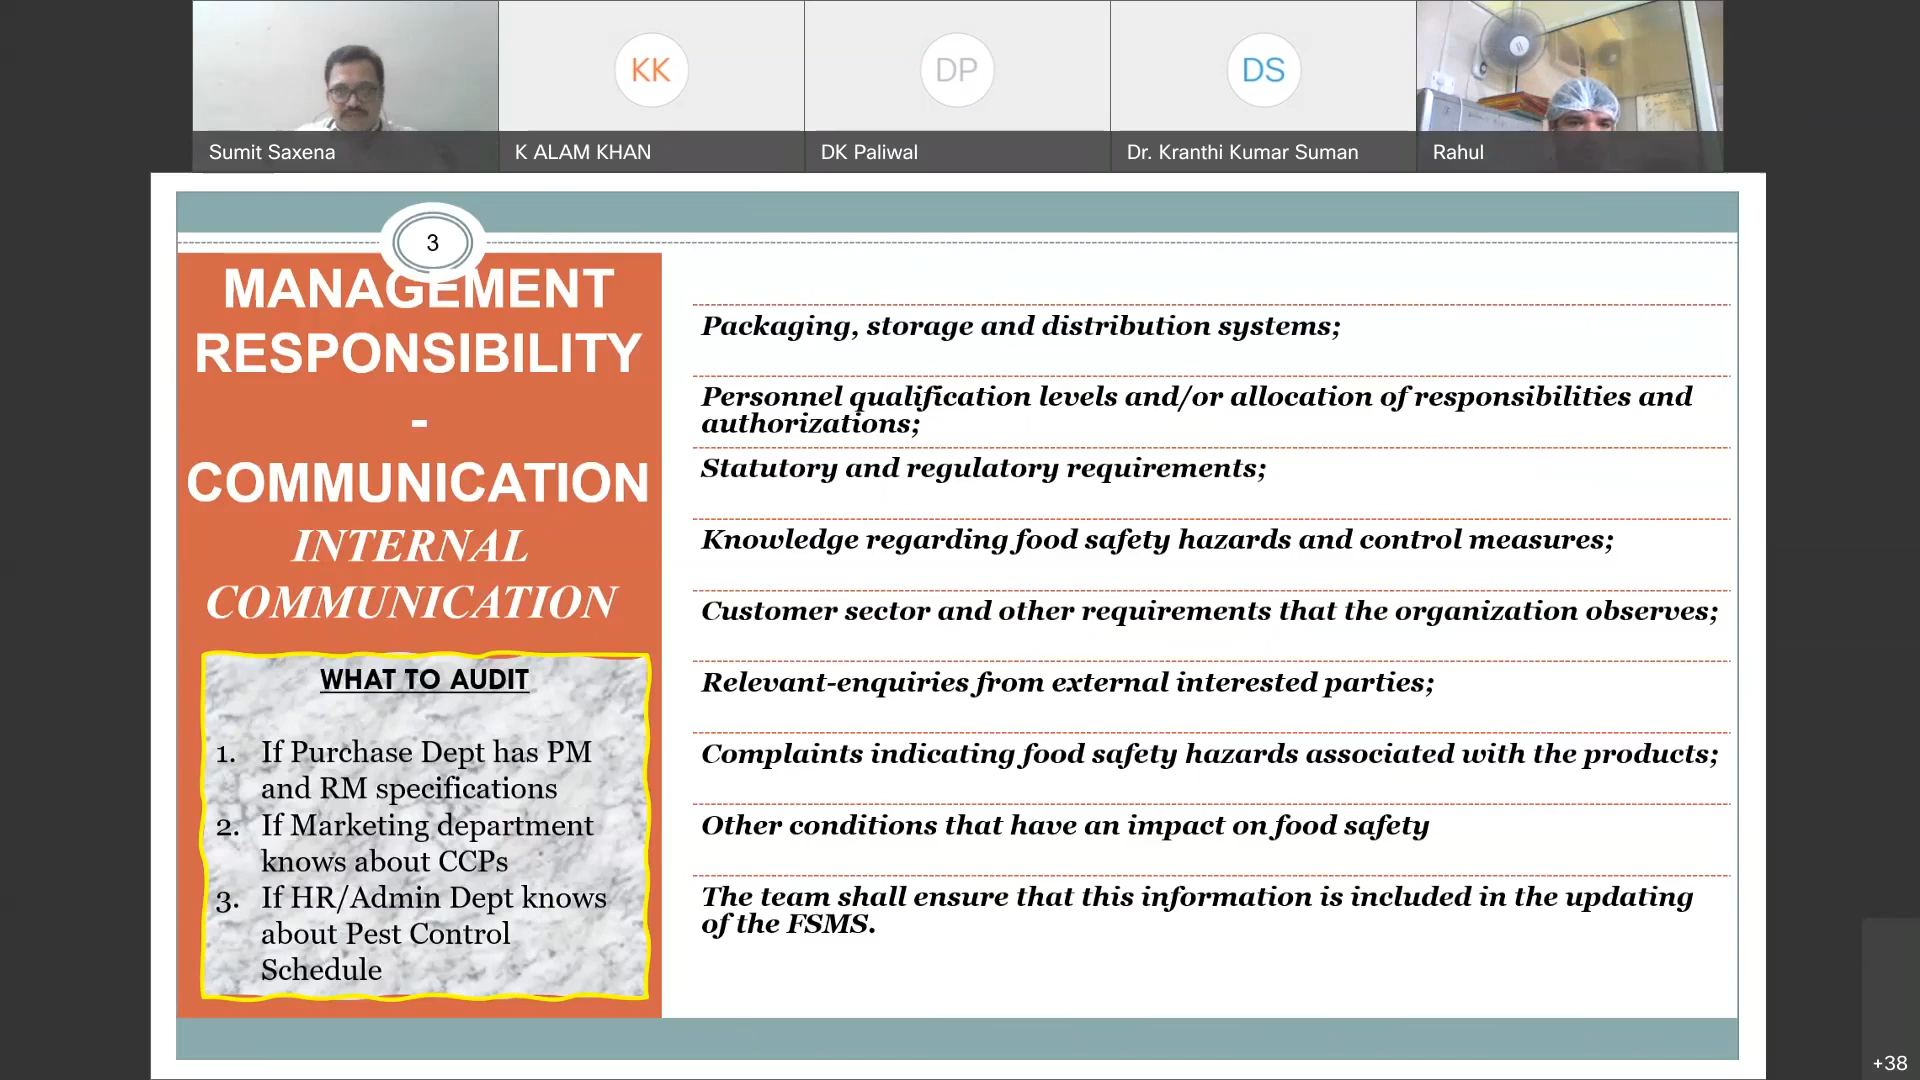 KK
DP
DS
Sumit Saxena
K ALAM KHAN
DK Paliwal
Dr. Kranthi Kumar Suman
Rahul
3
MANAGEMENT
RESPONSIBILITY
-
COMMUNICATION
INTERNAL
COMMUNICATION
WHAT TO AUDIT
1. If Purchase Dept has PM
and RM specifications
2. If Marketing department
knows about CCPs
3. If HR/Admin Dept knows
about Pest Control
Schedule
Packaging, storage and distribution systems;
Personnel qualification levels and/or allocation of responsibilities and
authorizations;
Statutory and regulatory requirements;
Knowledge regarding food safety hazards and control measures;
Customer sector and other requirements that the organization observes;
Relevant-enquiries from external interested parties;
Complaints indicating food safety hazards associated with the products;
Other conditions that have an impact on food safety
The team shall ensure that this information is included in the updating
of the FSMS.
+38